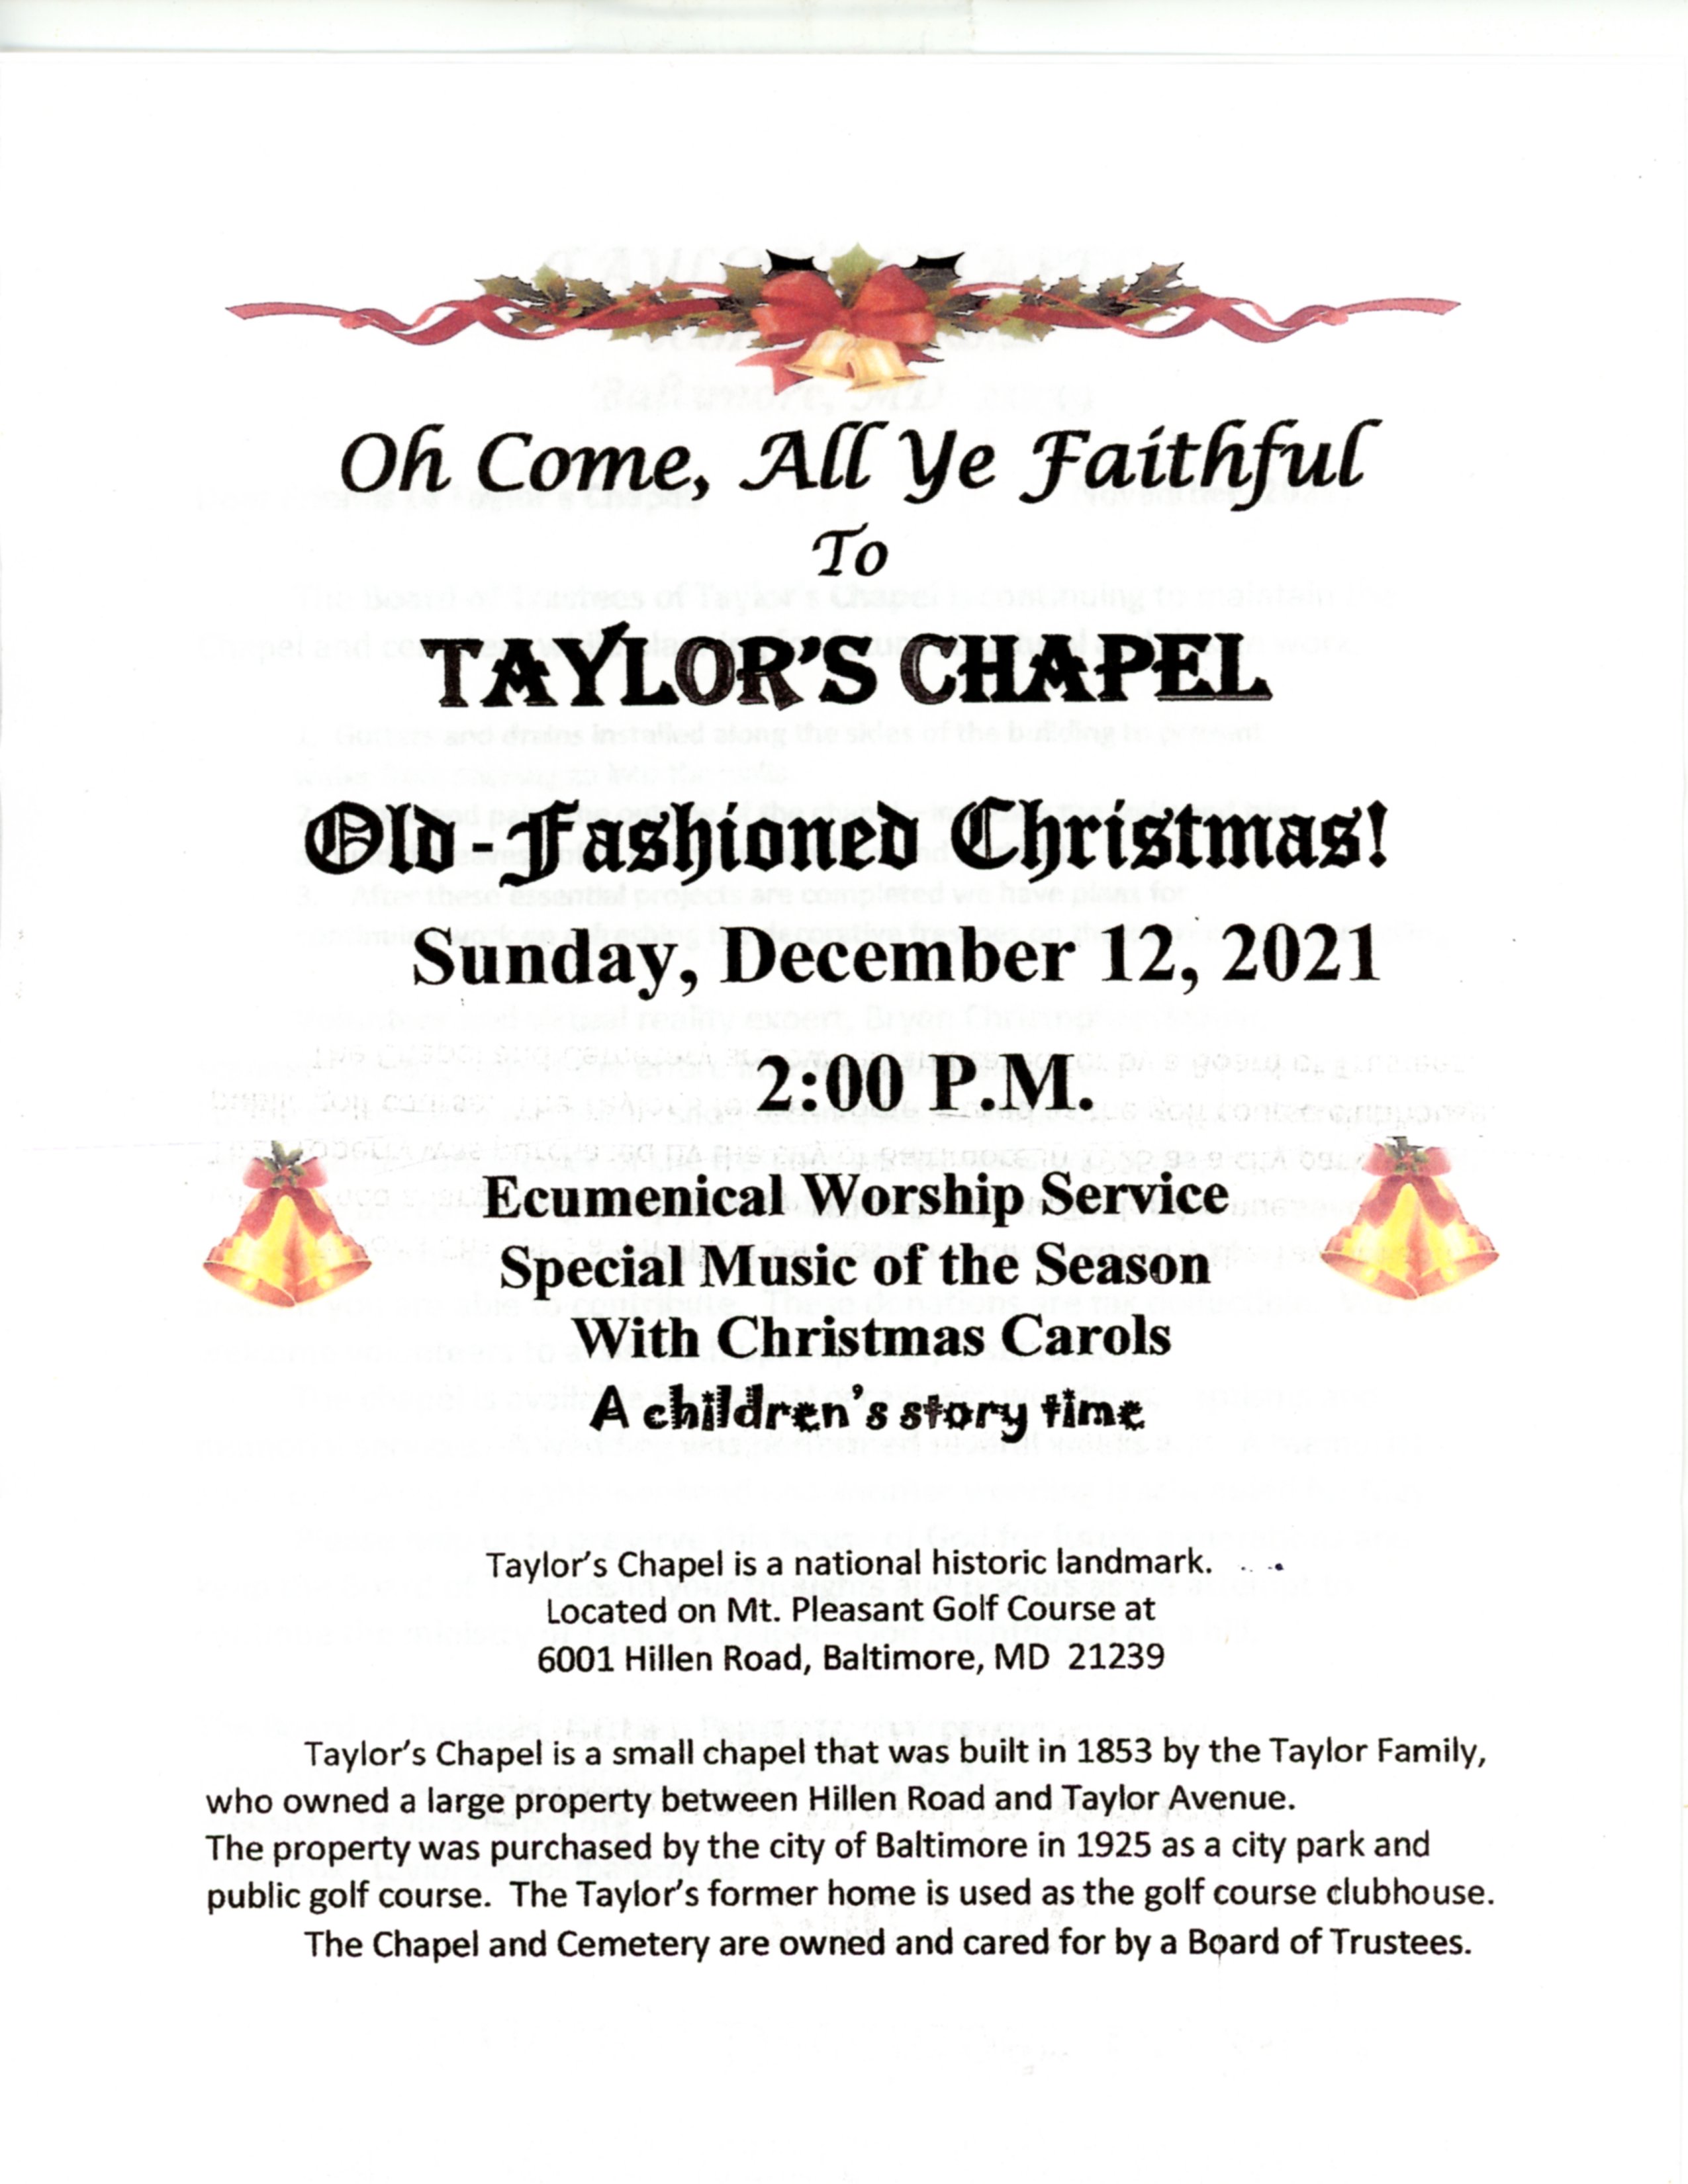 Oh Come, All Ye Faithful
To
TAYLOR'S CHAPEL
Old - Fashioned Christmas!
Sunday, December 12, 2021
2:00 P.M.
Ecumenical Worship Service
Special Music of the Season
With Christmas Carols
A children's story time
Taylor's Chapel is a national historic landmark.
Located on Mt. Pleasant Golf Course at
6001 Hillen Road, Baltimore, MD 21239
Taylor's Chapel is a small chapel that was built in 1853 by the Taylor Family,
who owned a large property between Hillen Road and Taylor Avenue.
The property was purchased by the city of Baltimore in 1925 as a city park and
public golf course. The Taylor's former home is used as the golf course clubhouse.
The Chapel and Cemetery are owned and cared for by a Board of Trustees.